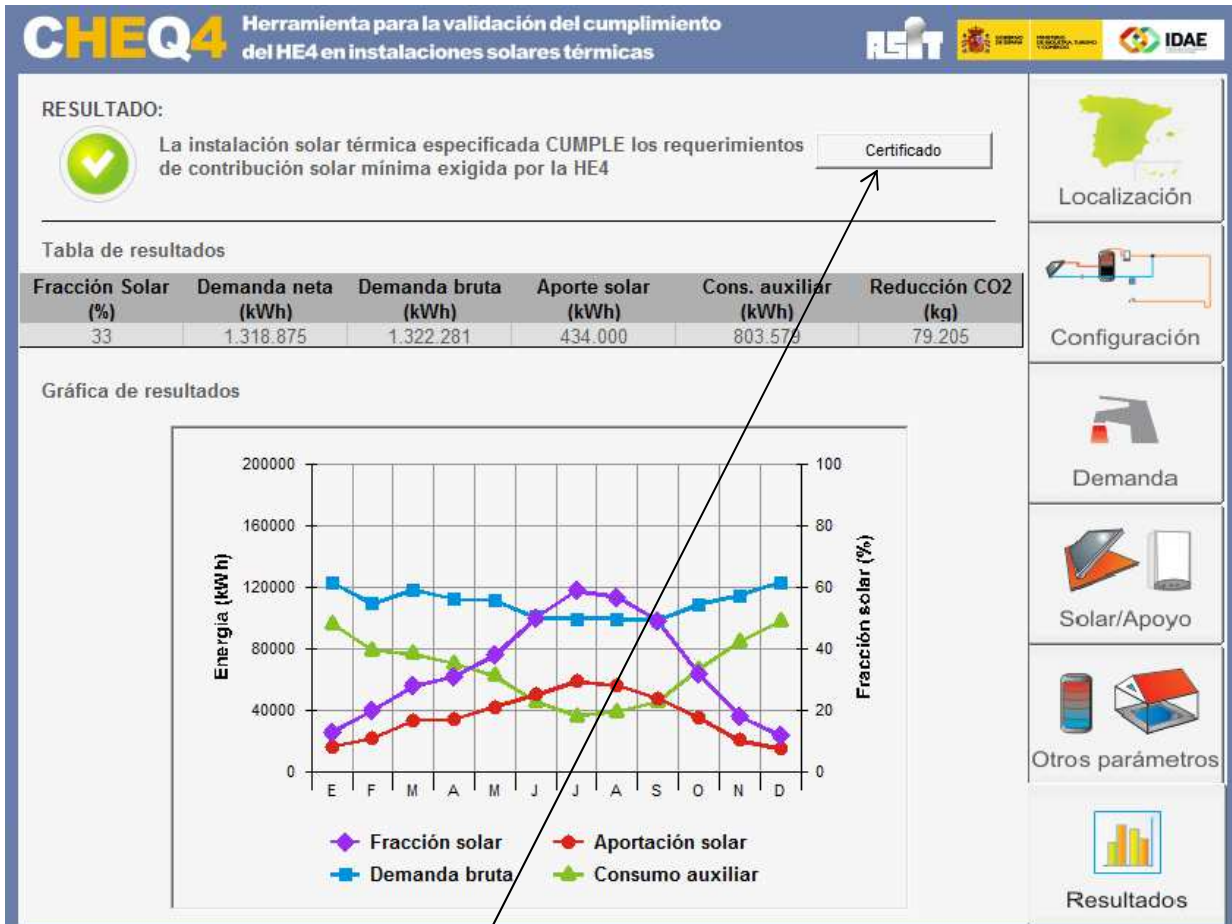 CHEQ4
Herramienta para la validación del cumplimiento
del HE4 en instalaciones solares térmicas
ASIT
GOBIERNO DE ESPAÑA
IDAE
RESULTADO:
La instalación solar térmica especificada CUMPLE los requerimientos
de contribución solar mínima exigida por la HE4
Certificado
Tabla de resultados
Fracción Solar (%) Demanda neta (kWh) Demanda bruta (kWh) Aporte solar (kWh) Cons. auxiliar (kWh) Reducción CO2 (kg)
33 1.318.875 1.322.281 434.000 803.579 79.205
Gráfica de resultados
Energía (kWh)
200000
160000
120000
80000
40000
0
100
80
60
40
20
0
Fracción solar (%)
E F M A M J J A S O N D
Fracción solar Aportación solar
Demanda bruta Consumo auxiliar
Localización
Configuración
Demanda
Solar/Apoyo
Otros parámetros
Resultados